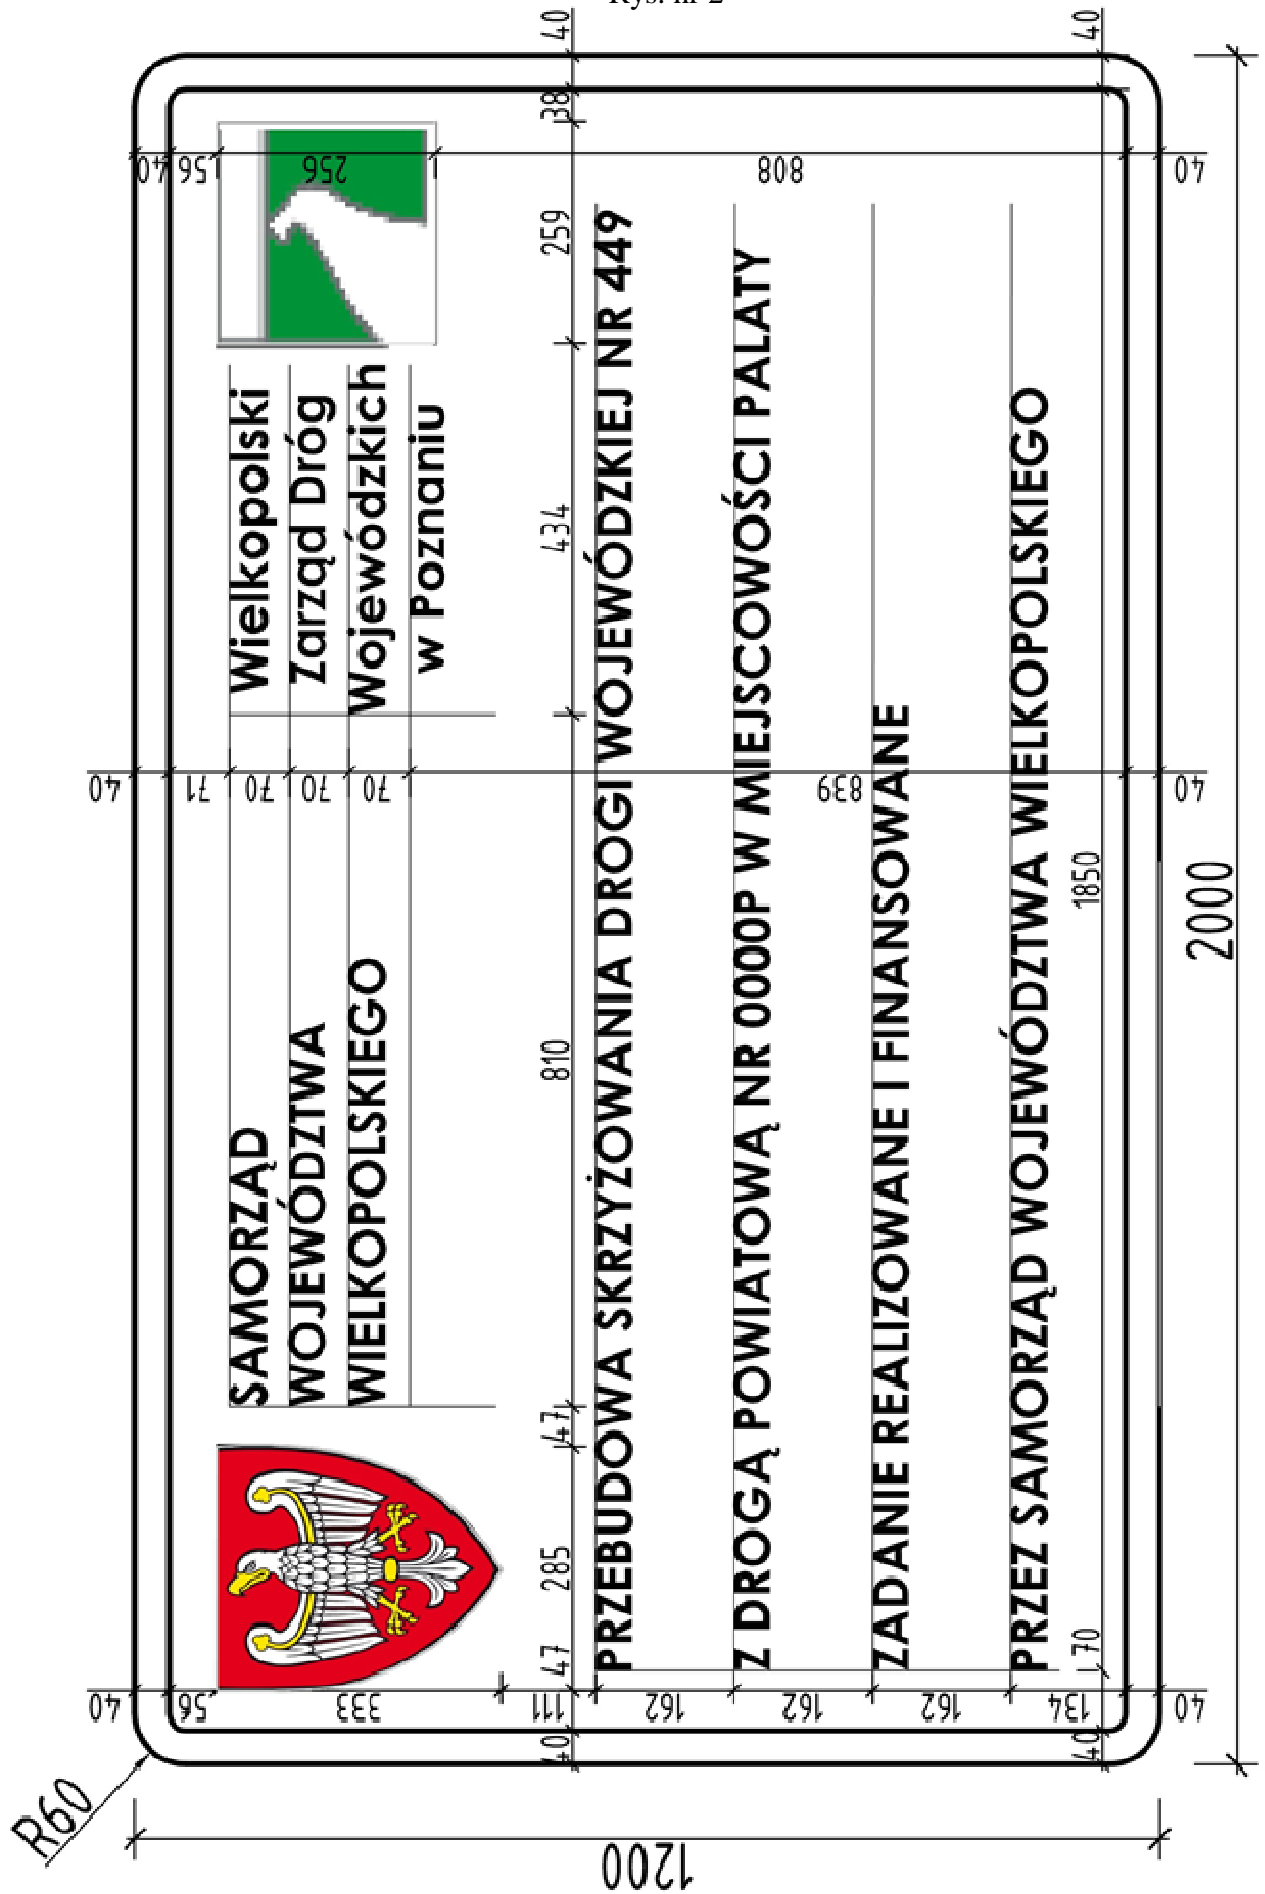 Rys. nr 2
SAMORZĄD
WOJEWÓDZTWA
WIELKOPOLSKIEGO
Wielkopolski
Zarząd Dróg
Wojewódzkich
w Poznaniu
PRZEBUDOWA SKRZYŻOWANIA DROGI WOJEWÓDZKIEJ NR 449
Z DROGĄ POWIATOWĄ NR 0000P W MIEJSCOWOŚCI PALATY
ZADANIE REALIZOWANE I FINANSOWANE
PRZEZ SAMORZĄD WOJEWÓDZTWA WIELKOPOLSKIEGO
R60
1200
2000
40 56 333 111 162 162 162 134 40
40 71 70 70 70 839 40
40 56 256 808 40
40 47 285 47 810 434 259 38 40
40 70 1850 40